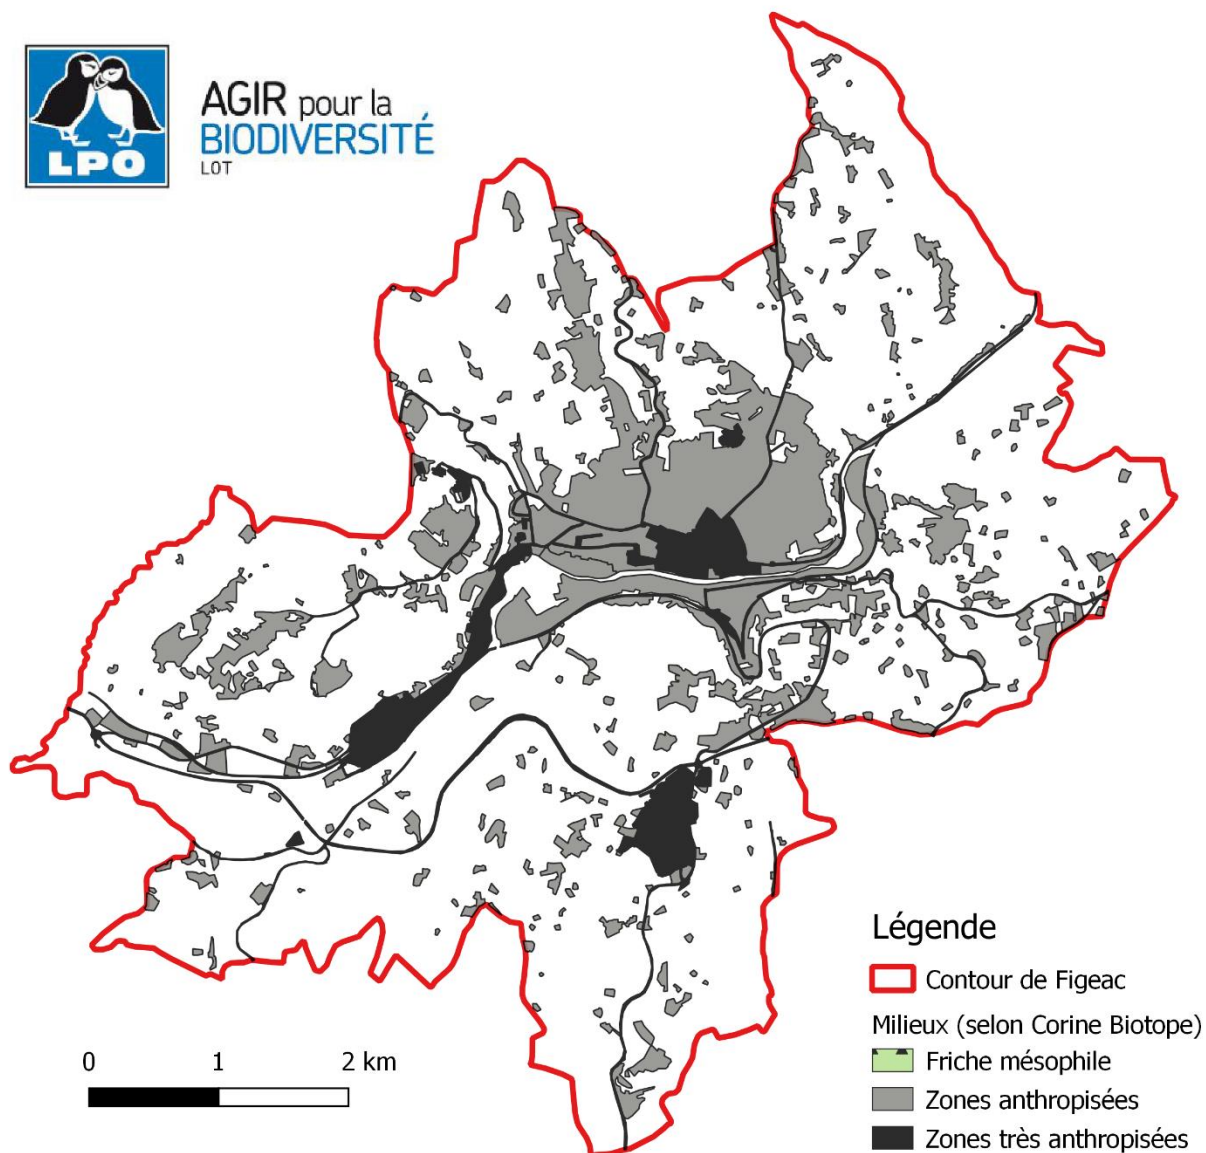 LPO
AGIR pour la
BIODIVERSITÉ
LOT
0 1 2 km
Légende
Contour de Figeac
Milieux (selon Corine Biotope)
Friche mésophile
Zones anthropisées
Zones très anthropisées